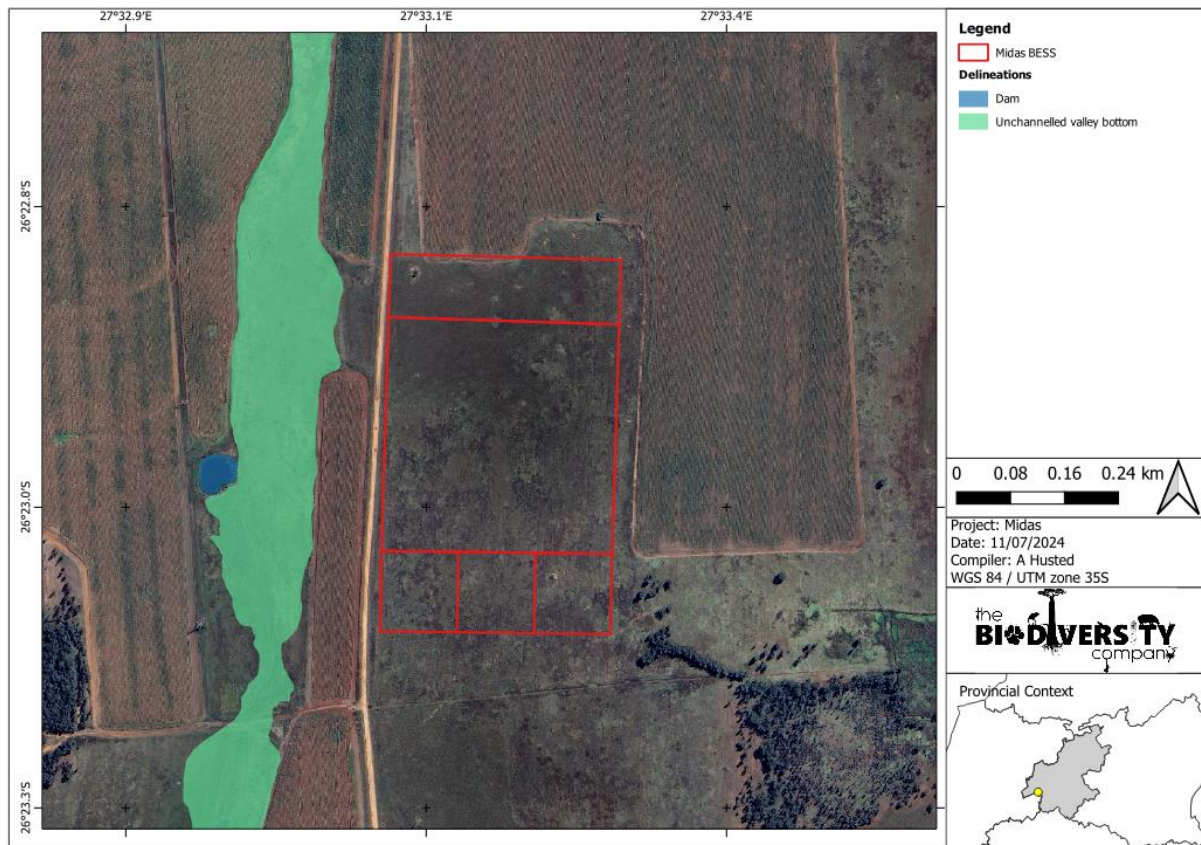 27°32.9'E 27°33.1'E 27°33.4'E
26°22.8'S
26°23.0'S
26°23.3'S
Legend
Midas BESS
Delineations
Dam
Unchannelled valley bottom
0 0.08 0.16 0.24 km
Project: Midas
Date: 11/07/2024
Compiler: A Husted
WGS 84 / UTM zone 35S
the
BIODIVERSITY
company
Provincial Context